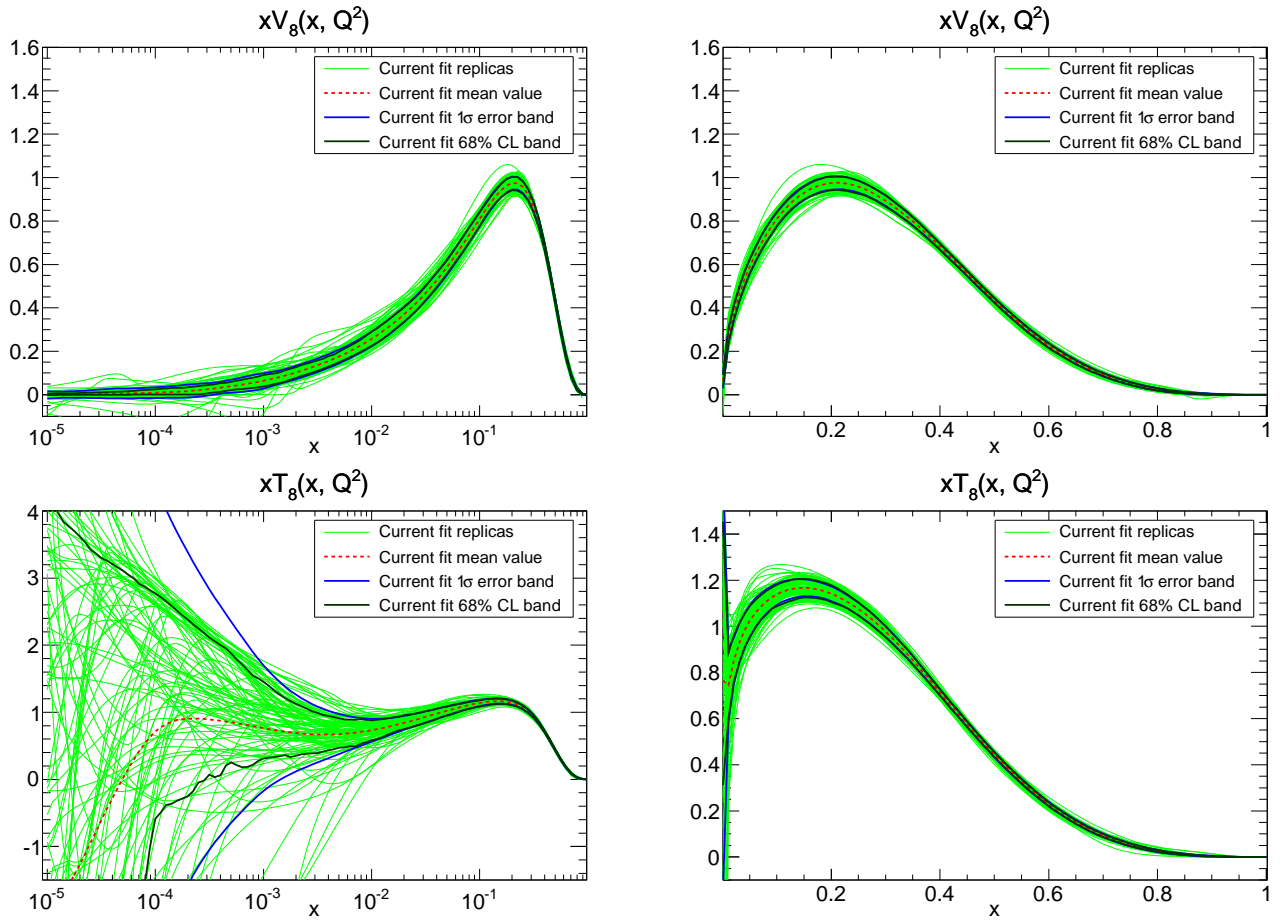 xV₈(x, Q²)
1.6
1.4
1.2
1
0.8
0.6
0.4
0.2
0
Current fit replicas
Current fit mean value
Current fit 1σ error band
Current fit 68% CL band
10⁻⁵ 10⁻⁴ 10⁻³ 10⁻² 10⁻¹
x
xV₈(x, Q²)
1.6
1.4
1.2
1
0.8
0.6
0.4
0.2
0
Current fit replicas
Current fit mean value
Current fit 1σ error band
Current fit 68% CL band
0.2 0.4 0.6 0.8 1
x
xT₈(x, Q²)
4
3
2
1
0
-1
Current fit replicas
Current fit mean value
Current fit 1σ error band
Current fit 68% CL band
10⁻⁵ 10⁻⁴ 10⁻³ 10⁻² 10⁻¹
x
xT₈(x, Q²)
1.4
1.2
1
0.8
0.6
0.4
0.2
0
Current fit replicas
Current fit mean value
Current fit 1σ error band
Current fit 68% CL band
0.2 0.4 0.6 0.8 1
x